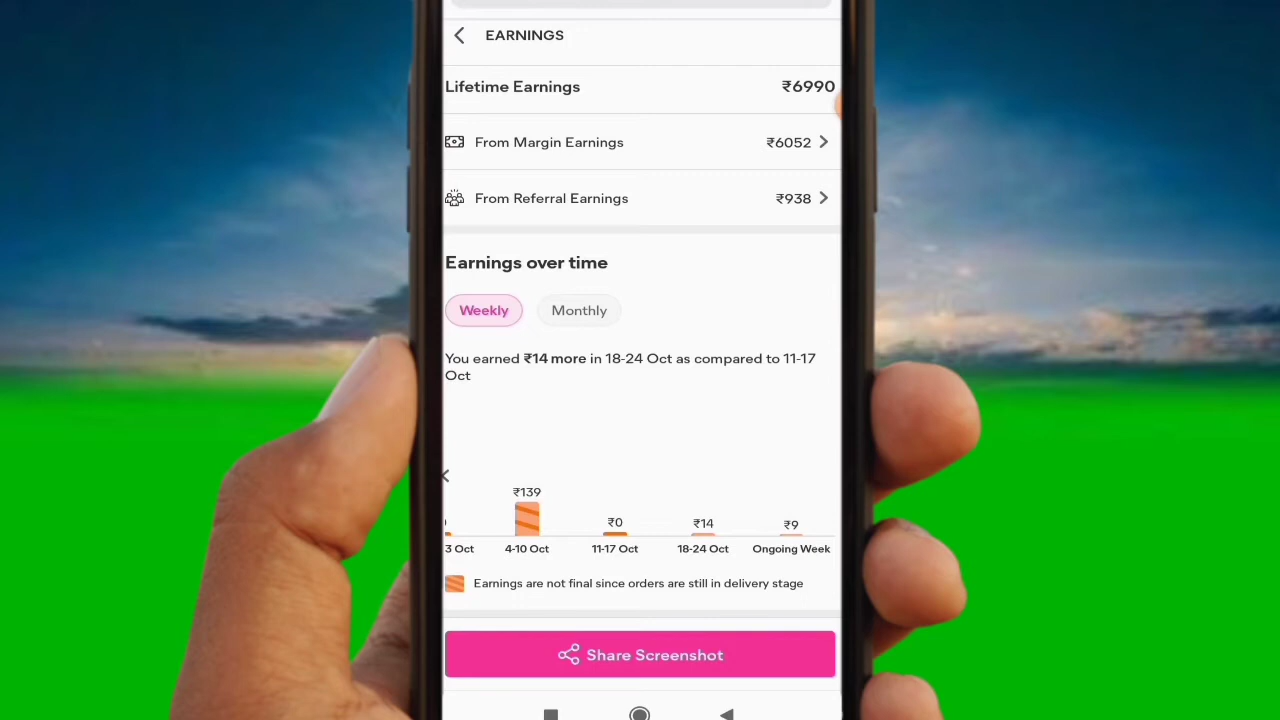 EARNINGS
Lifetime Earnings ₹6990
From Margin Earnings ₹6052
From Referral Earnings ₹938
Earnings over time
Weekly Monthly
You earned ₹14 more in 18-24 Oct as compared to 11-17
Oct
₹139 ₹0 ₹14 ₹9
3 Oct 4-10 Oct 11-17 Oct 18-24 Oct Ongoing Week
Earnings are not final since orders are still in delivery stage
Share Screenshot